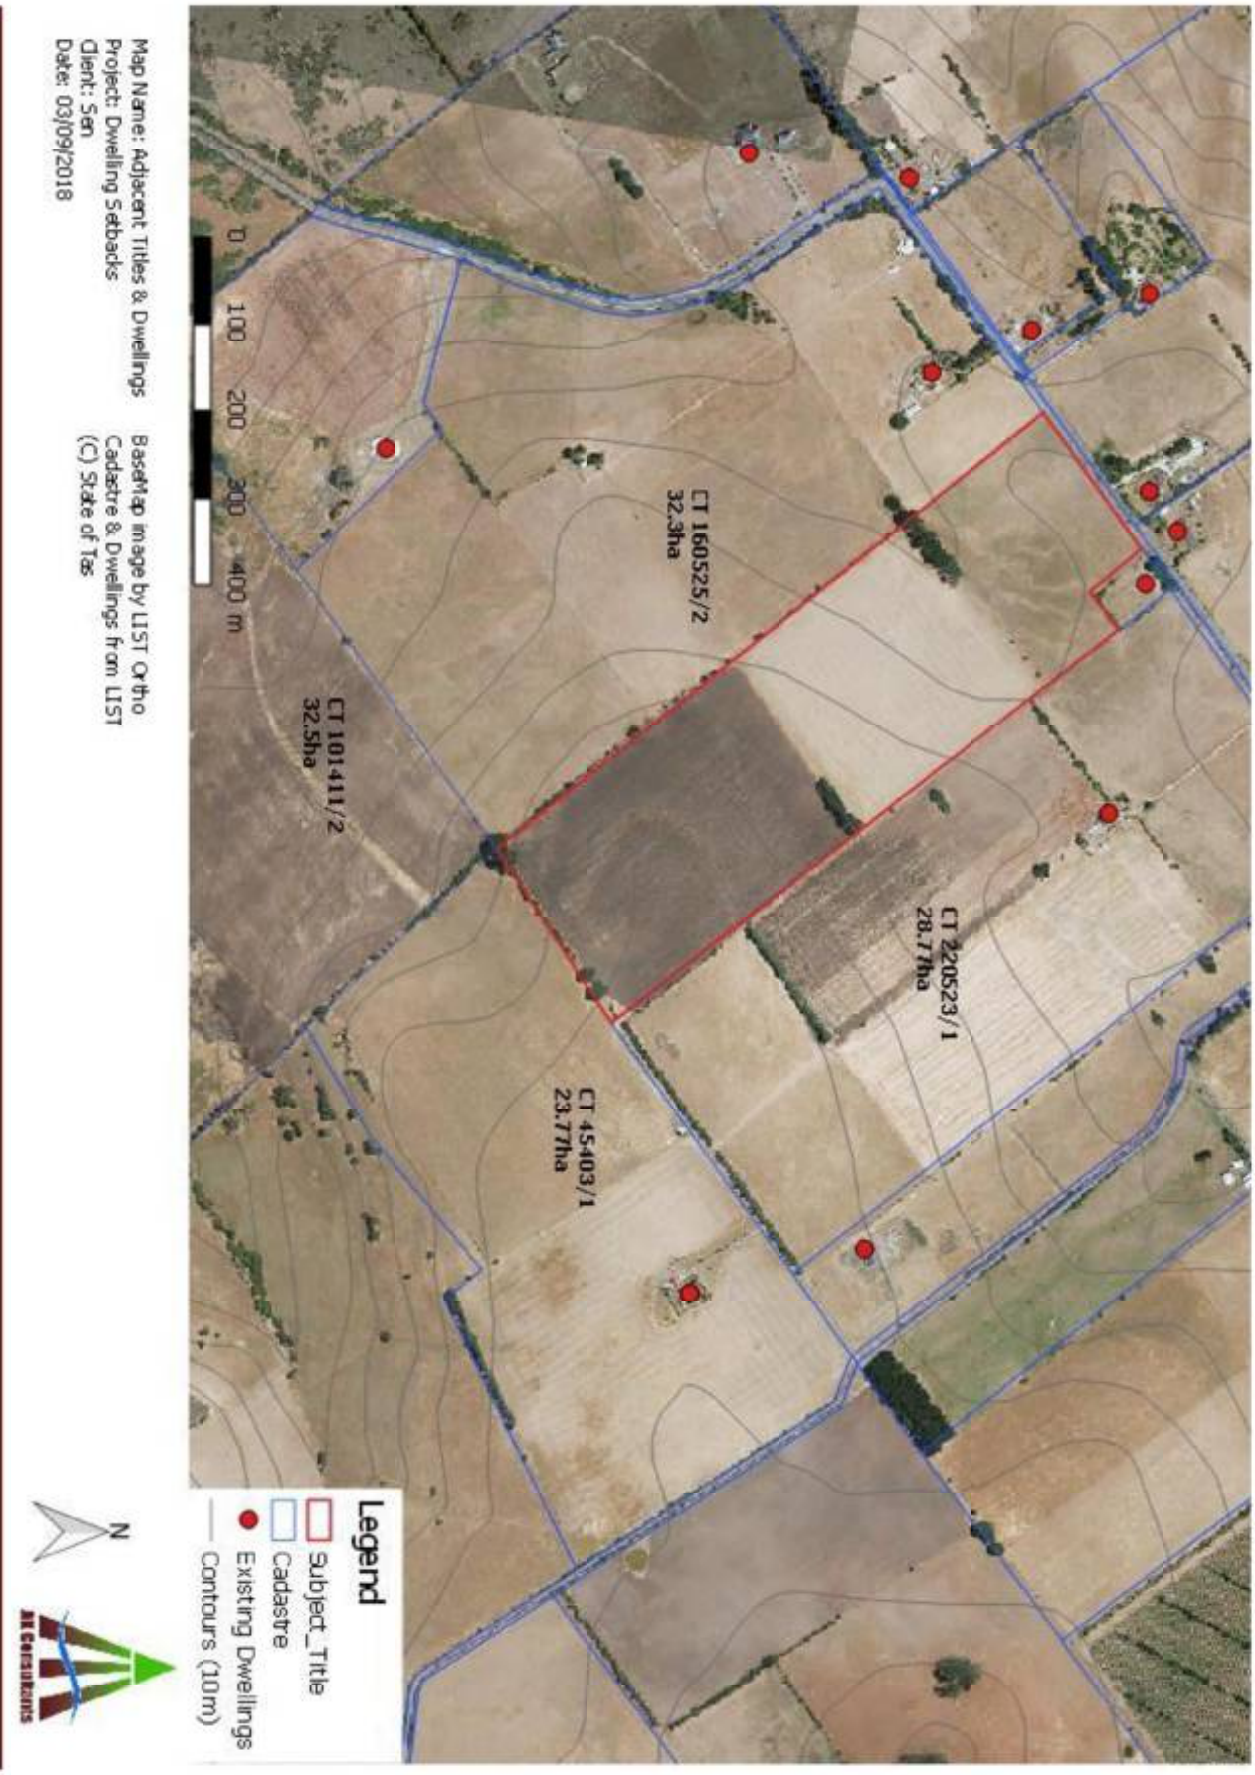 CT 160525/2
32.3ha
CT 220523/1
28.77ha
CT 101411/2
32.5ha
CT 45403/1
23.77ha
0 100 200 300 400 m
Legend
Subject_Title
Cadastre
Existing Dwellings
Contours (10m)
Map Name: Adjacent Titles & Dwellings
Project: Dwelling Setbacks
Client: Sen
Date: 03/09/2018
BaseMap image by LIST Ortho
Cadastre & Dwellings from LIST
(C) State of Tas
N
AK Consultants